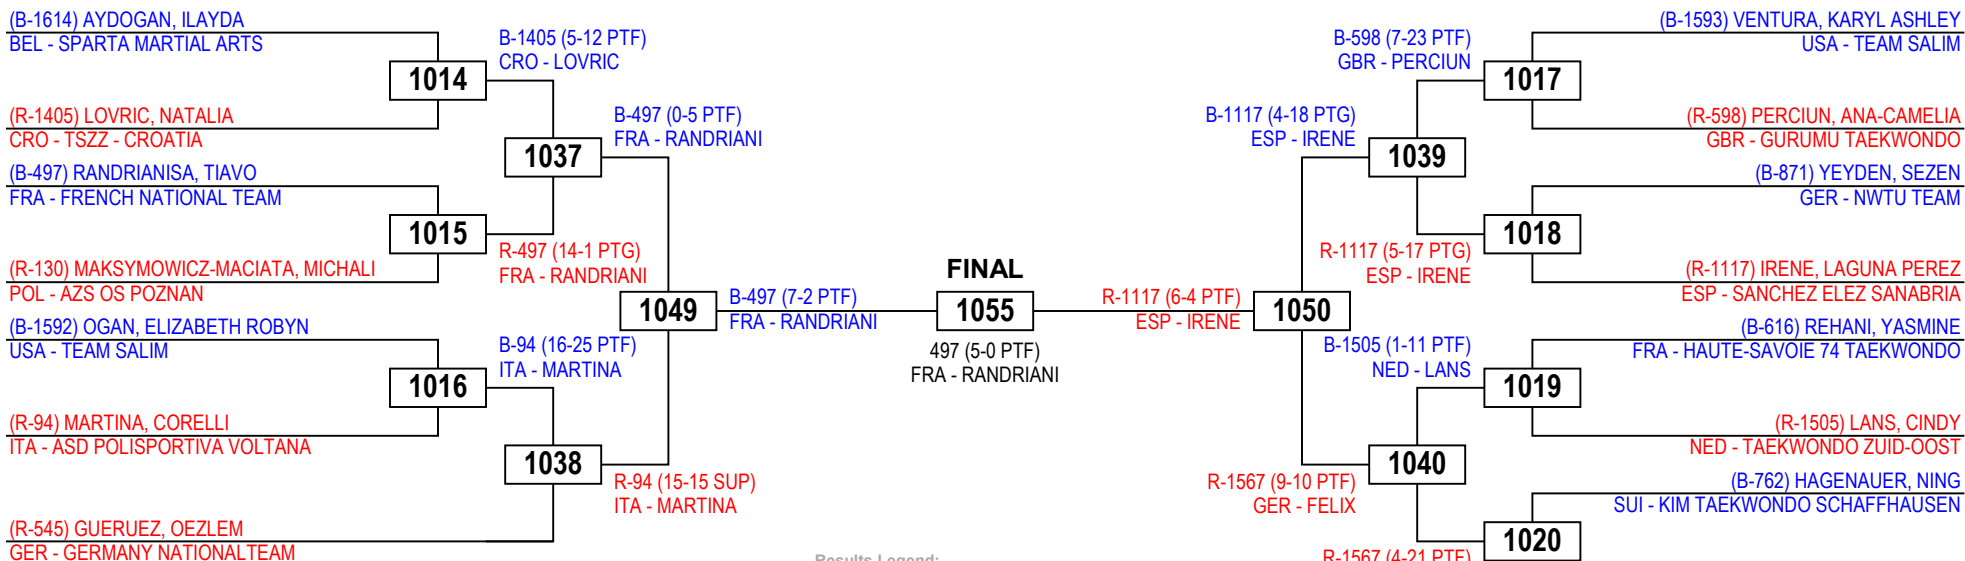 (B-1614) AYDOGAN, ILAYDA
BEL - SPARTA MARTIAL ARTS
1014
(R-1405) LOVRIC, NATALIA
CRO - TSZZ - CROATIA
(B-497) RANDRIANISA, TIAVO
FRA - FRENCH NATIONAL TEAM
1015
(R-130) MAKSYMOWICZ-MACIATA, MICHALI
POL - AZS OS POZNAN
(B-1592) OGAN, ELIZABETH ROBYN
USA - TEAM SALIM
1016
(R-94) MARTINA, CORELLI
ITA - ASD POLISPORTIVA VOLTANA
(R-545) GUERUEZ, OEZLEM
GER - GERMANY NATIONALTEAM
B-1405 (5-12 PTF)
CRO - LOVRIC
1037
R-497 (14-1 PTG)
FRA - RANDRIANI
B-94 (16-25 PTF)
ITA - MARTINA
1038
B-497 (0-5 PTF)
FRA - RANDRIANI
1049
R-94 (15-15 SUP)
ITA - MARTINA
B-497 (7-2 PTF)
FRA - RANDRIANI
FINAL
1055
497 (5-0 PTF)
FRA - RANDRIANI
Results Legend:
R-1117 (6-4 PTF)
ESP - IRENE
B-1117 (4-18 PTG)
ESP - IRENE
1050
R-1567 (9-10 PTF)
GER - FELIX
B-598 (7-23 PTF)
GBR - PERCIUN
1039
R-1117 (5-17 PTG)
ESP - IRENE
B-1505 (1-11 PTF)
NED - LANS
1040
R-1567 (4-21 PTF)
(B-1593) VENTURA, KARYL ASHLEY
USA - TEAM SALIM
1017
(R-598) PERCIUN, ANA-CAMELIA
GBR - GURUMU TAEKWONDO
(B-871) YEYDEN, SEZEN
GER - NWTU TEAM
1018
(R-1117) IRENE, LAGUNA PEREZ
ESP - SANCHEZ ELEZ SANABRIA
(B-616) REHANI, YASMINE
FRA - HAUTE-SAVOIE 74 TAEKWONDO
1019
(R-1505) LANS, CINDY
NED - TAEKWONDO ZUID-OOST
(B-762) HAGENAUER, NING
SUI - KIM TAEKWONDO SCHAFFHAUSEN
1020